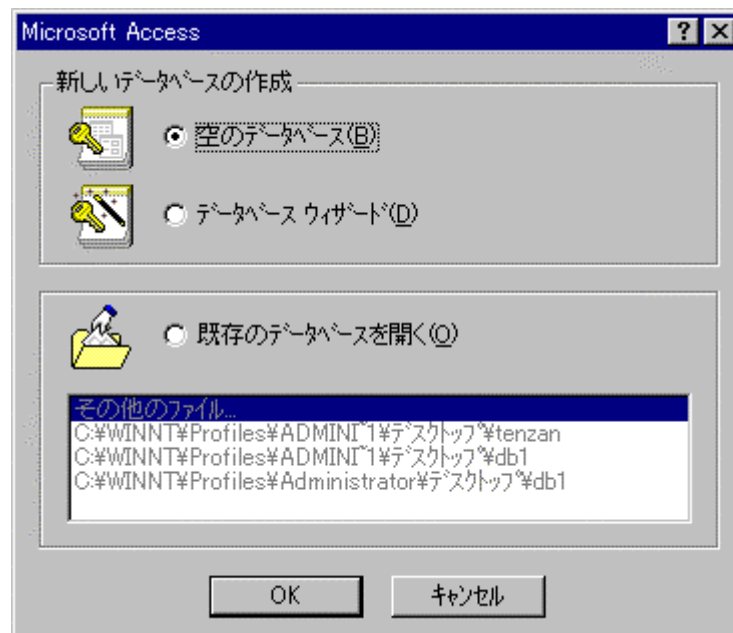 Microsoft Access
新しいﾃﾞｰﾀﾍﾞｰｽの作成
空のﾃﾞｰﾀﾍﾞｰｽ(B)
ﾃﾞｰﾀﾍﾞｰｽ ｳｨｻﾞｰﾄﾞ(D)
既存のﾃﾞｰﾀﾍﾞｰｽを開く(O)
その他のﾌｧｲﾙ...
C:¥WINNT¥Profiles¥ADMINI~1¥ﾃﾞｽｸﾄｯﾌﾟ¥tenzan
C:¥WINNT¥Profiles¥ADMINI~1¥ﾃﾞｽｸﾄｯﾌﾟ¥db1
C:¥WINNT¥Profiles¥Administrator¥ﾃﾞｽｸﾄｯﾌﾟ¥db1
OK
ｷｬﾝｾﾙ